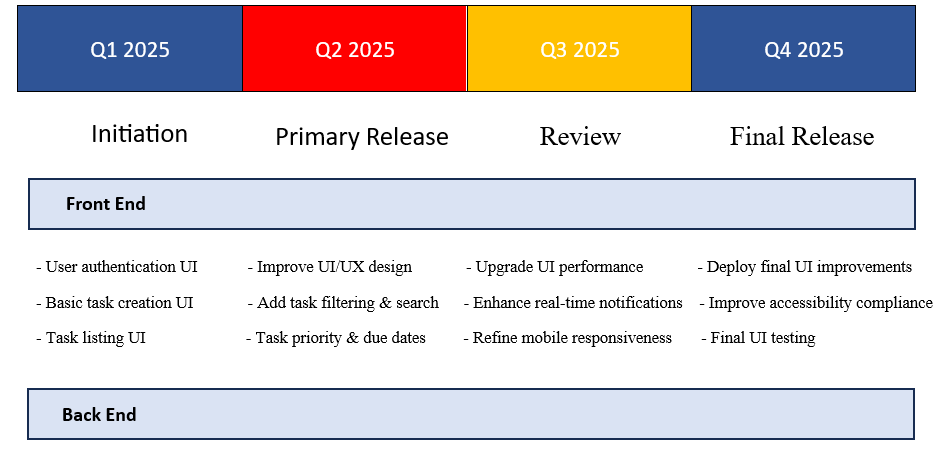 Q1 2025 Q2 2025 Q3 2025 Q4 2025
Initiation Primary Release Review Final Release
Front End
- User authentication UI - Improve UI/UX design - Upgrade UI performance - Deploy final UI improvements
- Basic task creation UI - Add task filtering & search - Enhance real-time notifications - Improve accessibility compliance
- Task listing UI - Task priority & due dates - Refine mobile responsiveness - Final UI testing
Back End